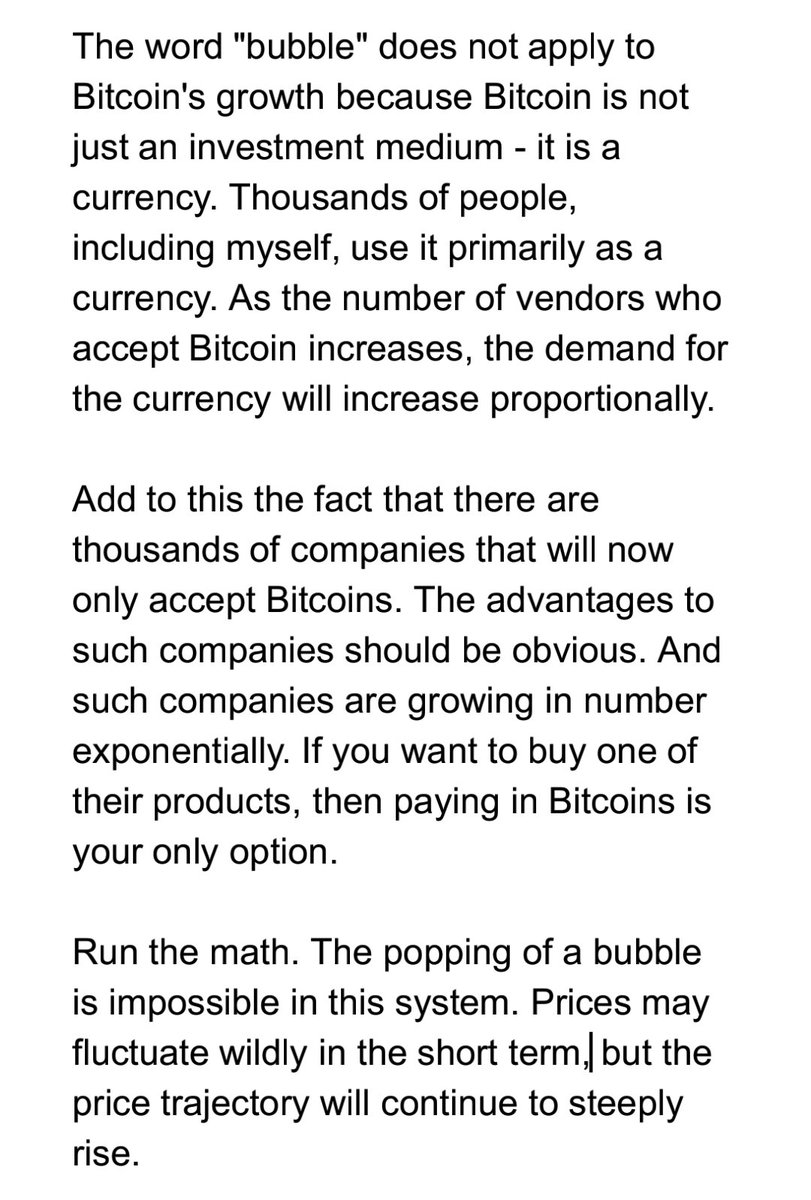 The word "bubble" does not apply to
Bitcoin's growth because Bitcoin is not
just an investment medium - it is a
currency. Thousands of people,
including myself, use it primarily as a
currency. As the number of vendors who
accept Bitcoin increases, the demand for
the currency will increase proportionally.
Add to this the fact that there are
thousands of companies that will now
only accept Bitcoins. The advantages to
such companies should be obvious. And
such companies are growing in number
exponentially. If you want to buy one of
their products, then paying in Bitcoins is
your only option.
Run the math. The popping of a bubble
is impossible in this system. Prices may
fluctuate wildly in the short term, but the
price trajectory will continue to steeply
rise.